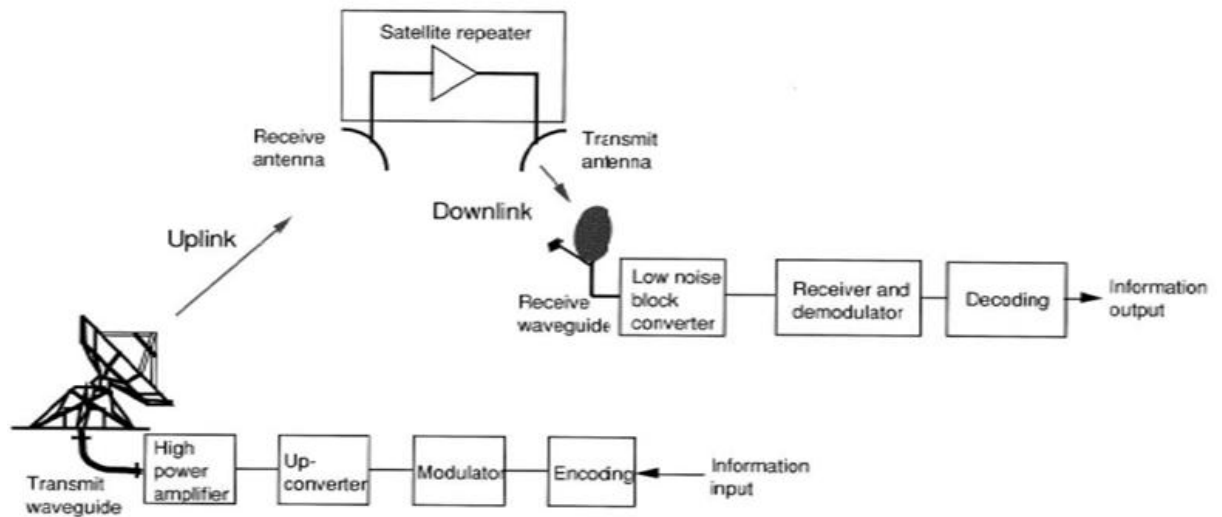 Satellite repeater
Receive
antenna
Transmit
antenna
Uplink
Downlink
Receive
waveguide
Low noise
block
converter
Receiver and
demodulator
Decoding
Information
output
Transmit
waveguide
High
power
amplifier
Up-
converter
Modulator
Encoding
Information
input